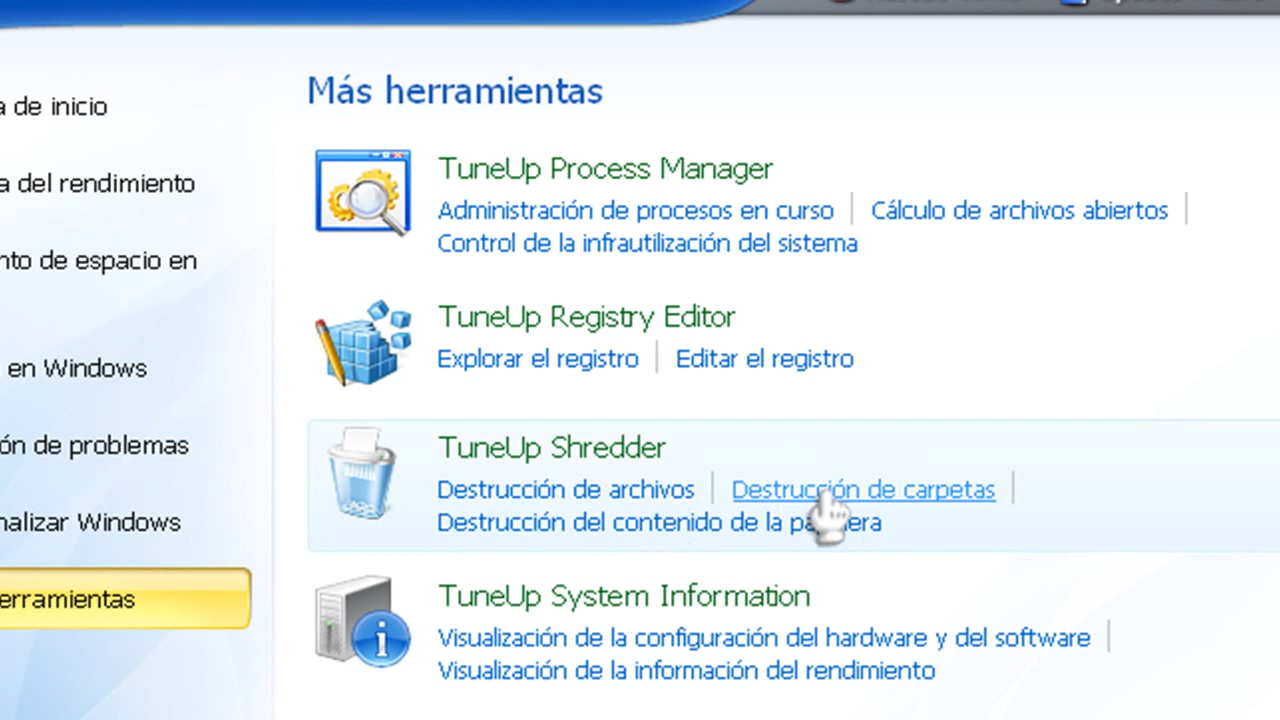 Más herramientas
a de inicio
TuneUp Process Manager
a del rendimiento
Administración de procesos en curso
Cálculo de archivos abiertos
Control de la infrautilización del sistema
nto de espacio en
TuneUp Registry Editor
Explorar el registro
Editar el registro
en Windows
TuneUp Shredder
ón de problemas
Destrucción de archivos
Destrucción de carpetas
Destrucción del contenido de la
nalizar Windows
TuneUp System Information
erramientas
Visualización de la configuración del hardware y del software
Visualización de la información del rendimiento